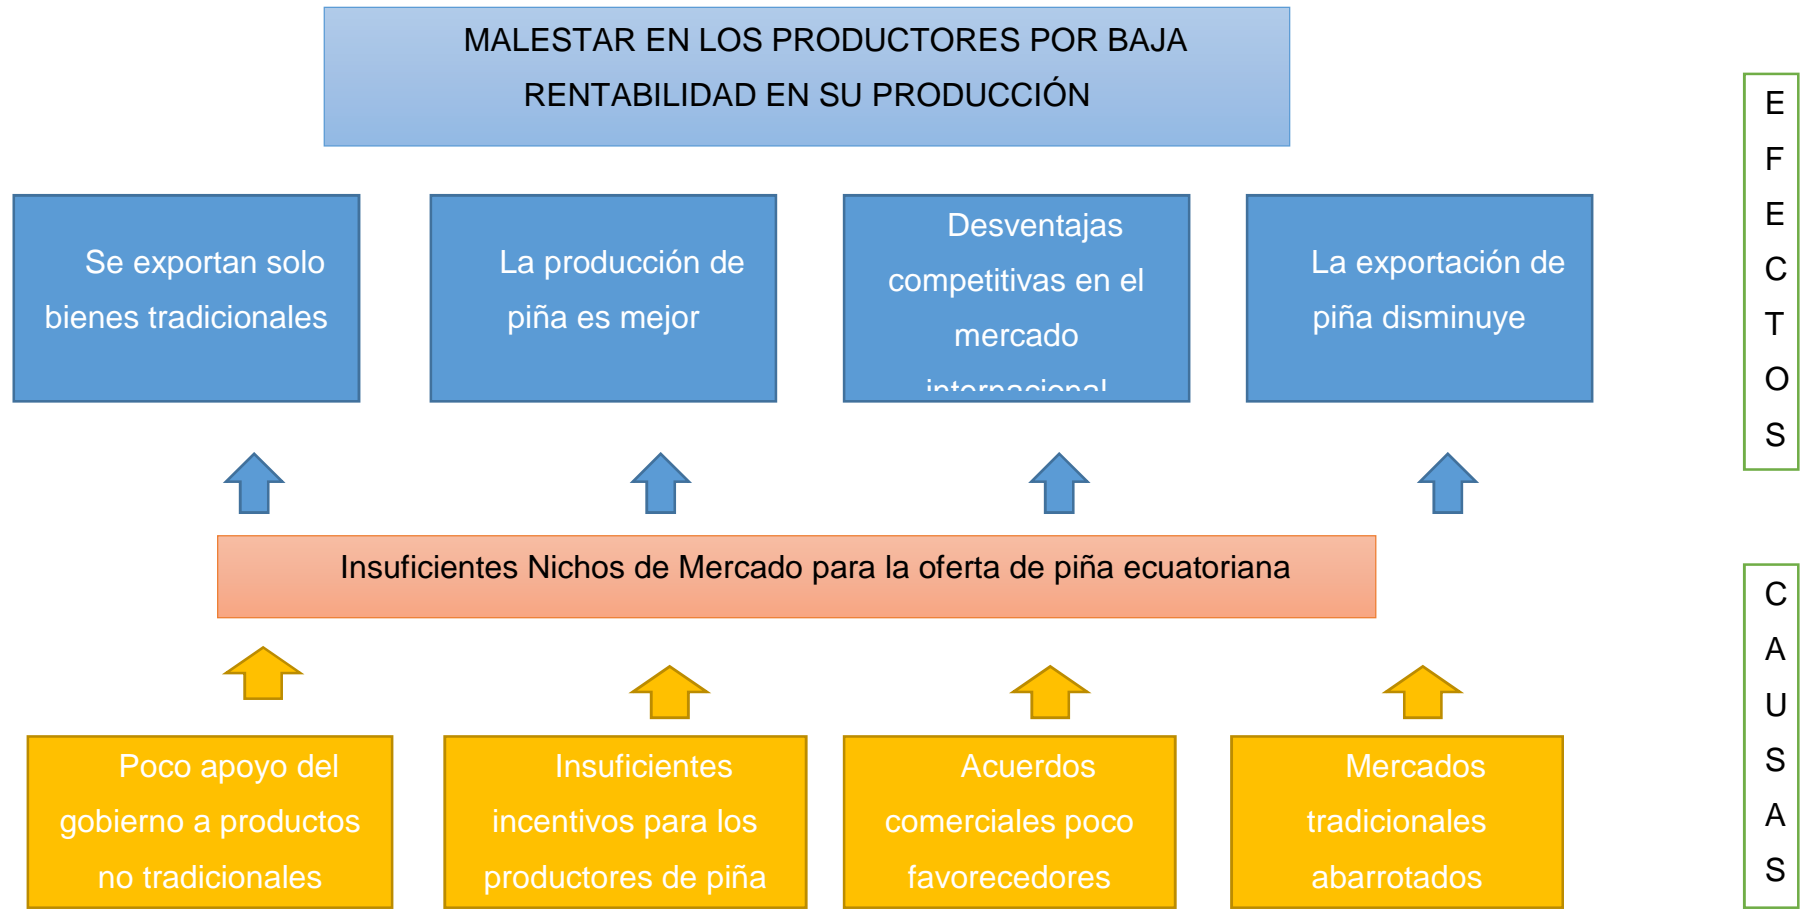 MALESTAR EN LOS PRODUCTORES POR BAJA
RENTABILIDAD EN SU PRODUCCIÓN
Se exportan solo
bienes tradicionales
La producción de
piña es mejor
Desventajas
competitivas en el
mercado
internacional
La exportación de
piña disminuye
E
F
E
C
T
O
S
Insuficientes Nichos de Mercado para la oferta de piña ecuatoriana
Poco apoyo del
gobierno a productos
no tradicionales
Insuficientes
incentivos para los
productores de piña
Acuerdos
comerciales poco
favorecedores
Mercados
tradicionales
abarrotados
C
A
U
S
A
S